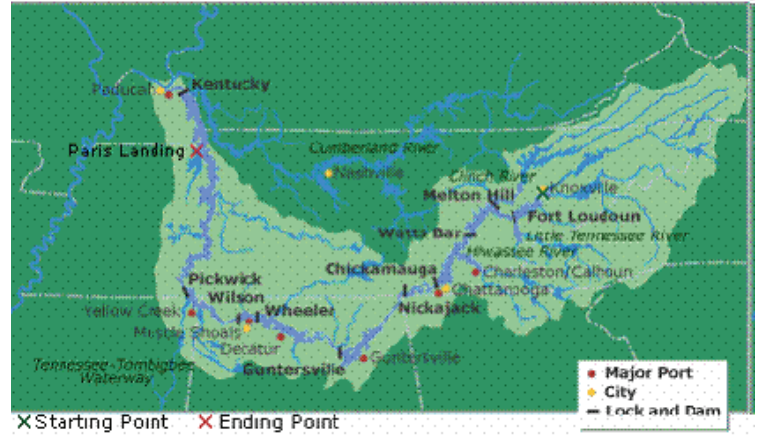 Paducah
Kentucky
Paris Landing
Cumberland River
Nashville
Clinch River
Melton Hill
Knoxville
Fort Loudoun
Watts Bar
Little Tennessee River
Hiwassee River
Chickamauga
Charleston/Calhoun
Pickwick
Chattanooga
Wilson
Nickajack
Yellow Creek
Wheeler
Muscle Shoals
Decatur
Tennessee-Tombigbee
Waterway
Guntersville
Guntersville
Major Port
City
Lock and Dam
Starting Point
Ending Point